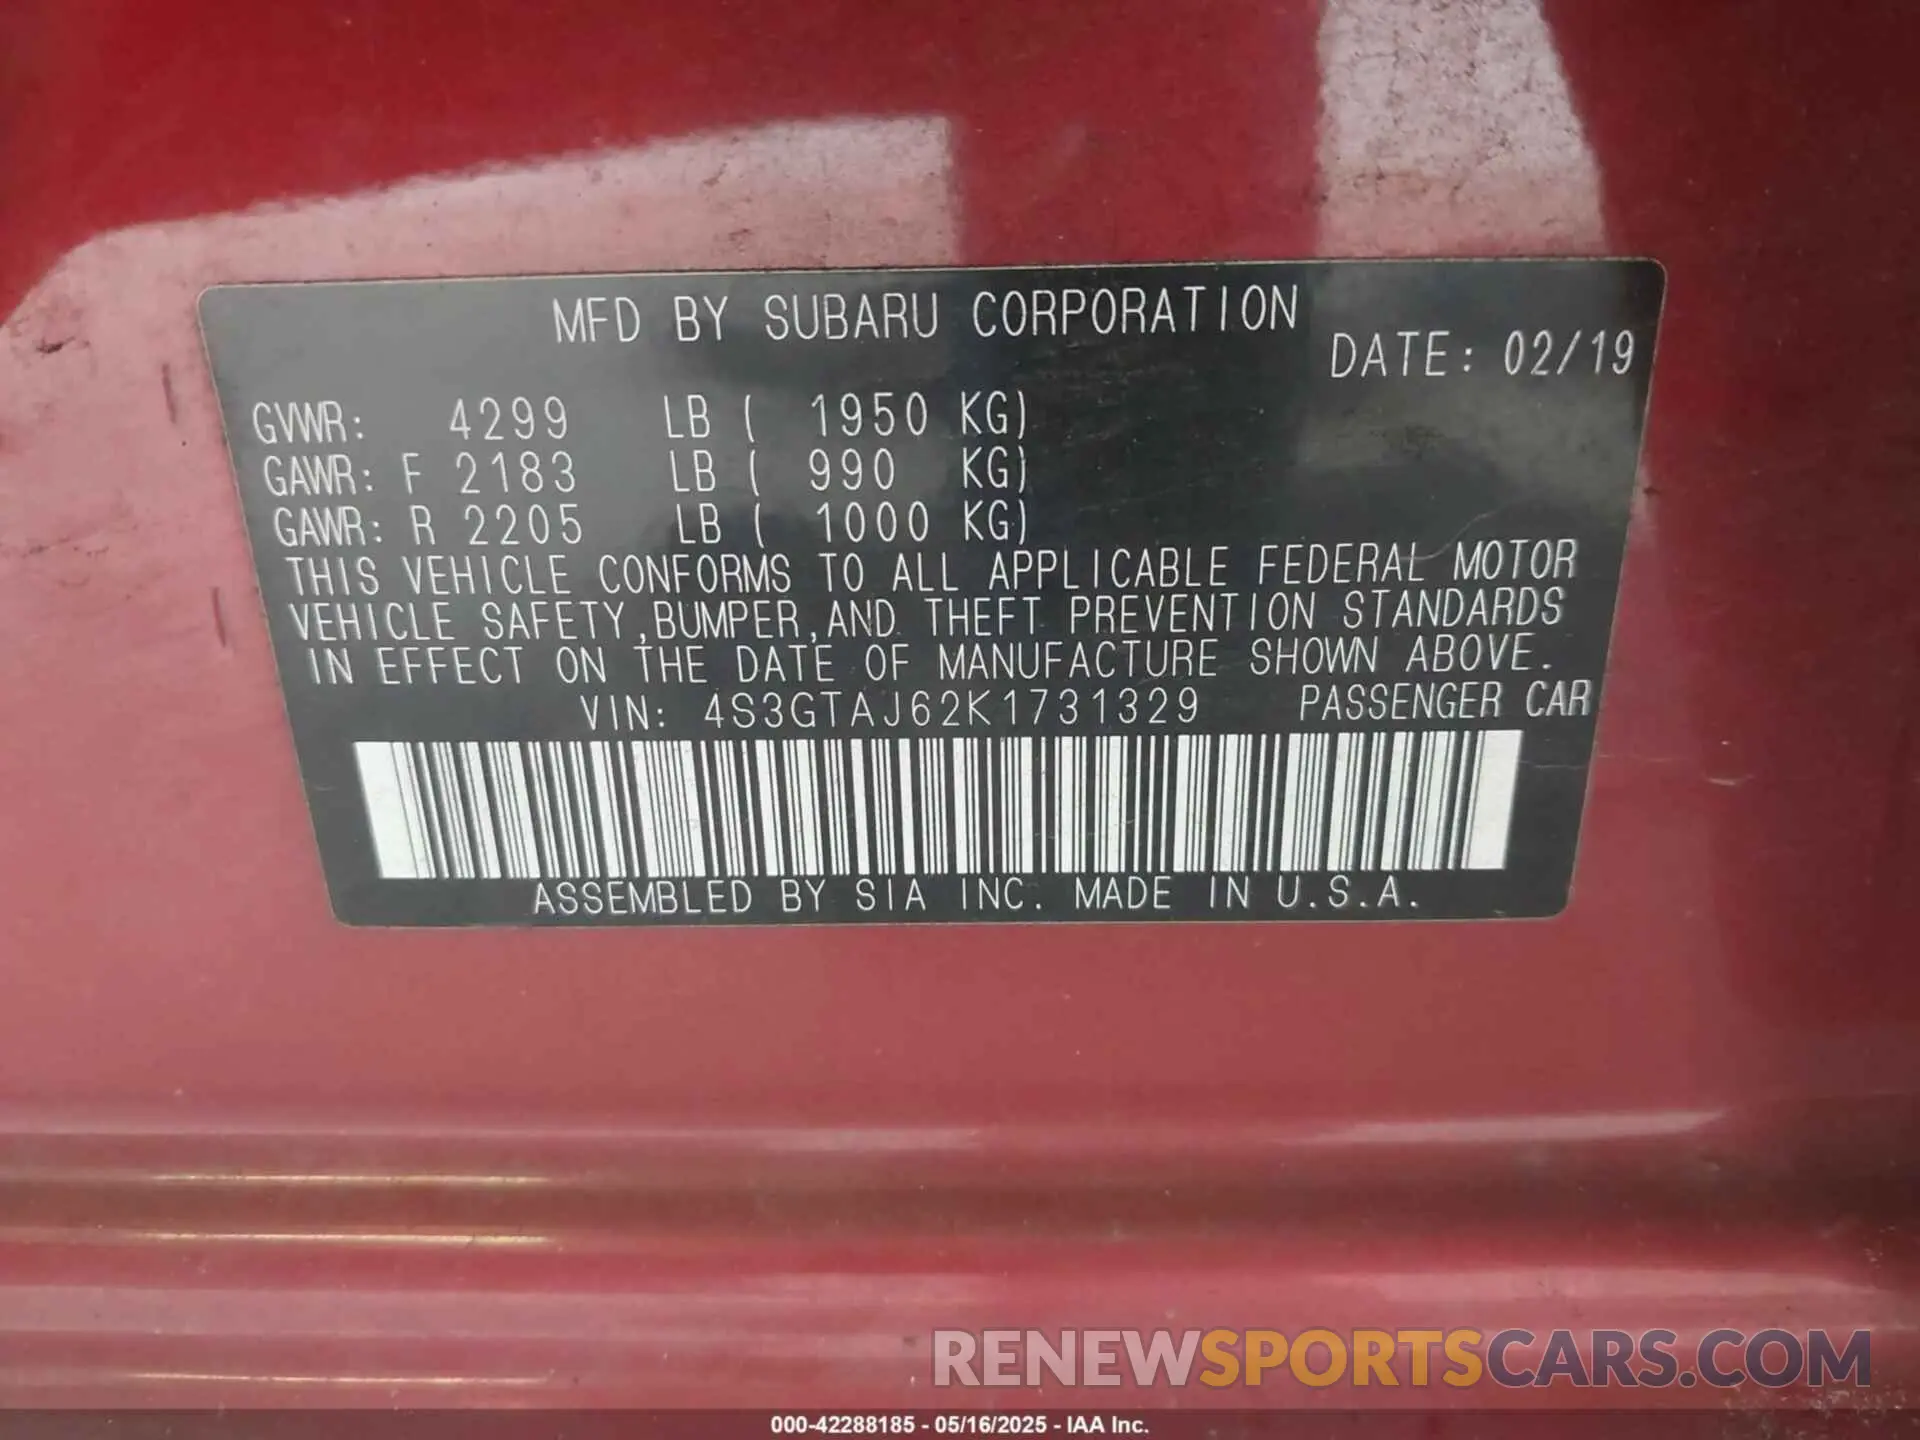 MFD BY SUBARU CORPORATION
DATE: 02/19
GVWR: 4299 LB ( 1950 KG)
GAWR: F 2183 LB ( 990 KG)
GAWR: R 2205 LB ( 1000 KG)
THIS VEHICLE CONFORMS TO ALL APPLICABLE FEDERAL MOTOR
VEHICLE SAFETY,BUMPER,AND THEFT PREVENTION STANDARDS
IN EFFECT ON THE DATE OF MANUFACTURE SHOWN ABOVE.
VIN: 4S3GTAJ62K1731329 PASSENGER CAR
ASSEMBLED BY SIA INC. MADE IN U.S.A.
RENEWSPORTSCARS.COM
000-42288185 - 05/16/2025 - IAA Inc.